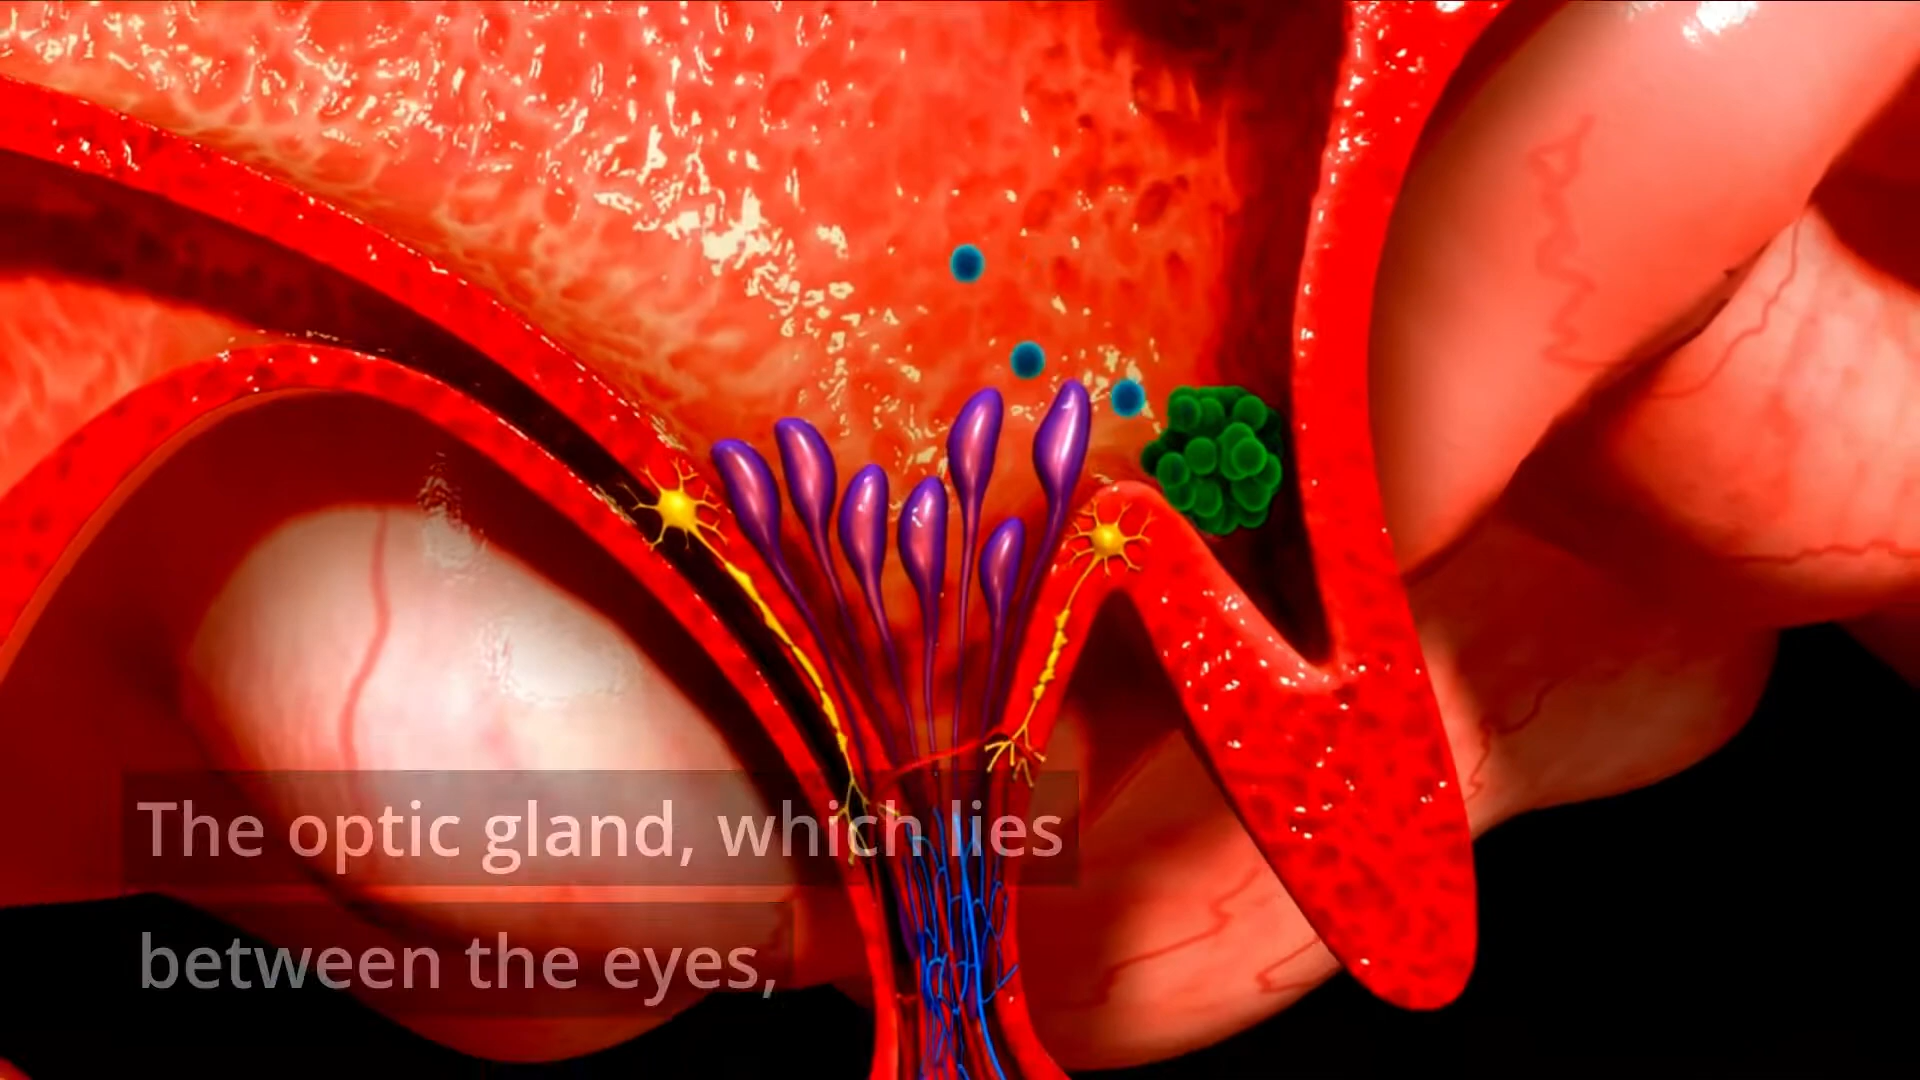 The optic gland, which lies
between the eyes,